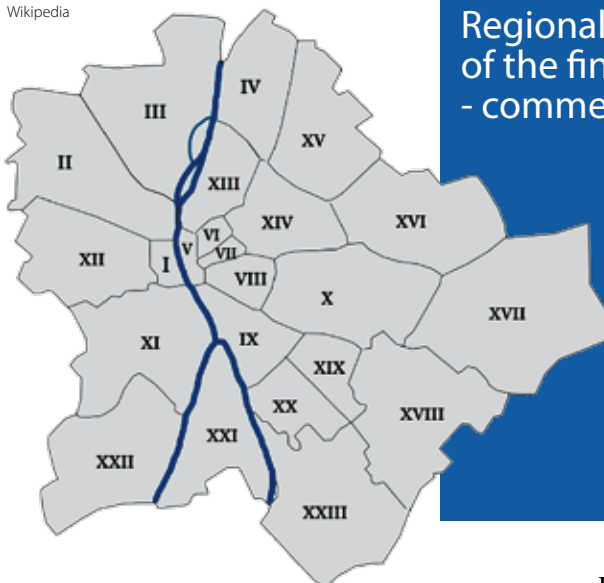 Wikipedia
Regional
of the fin
- comme
IV
III
XV
II
XIII
XIV
XVI
VI
V
VII
XII
I
VIII
X
XVII
XI
IX
XIX
XX
XVIII
XXI
XXII
XXIII